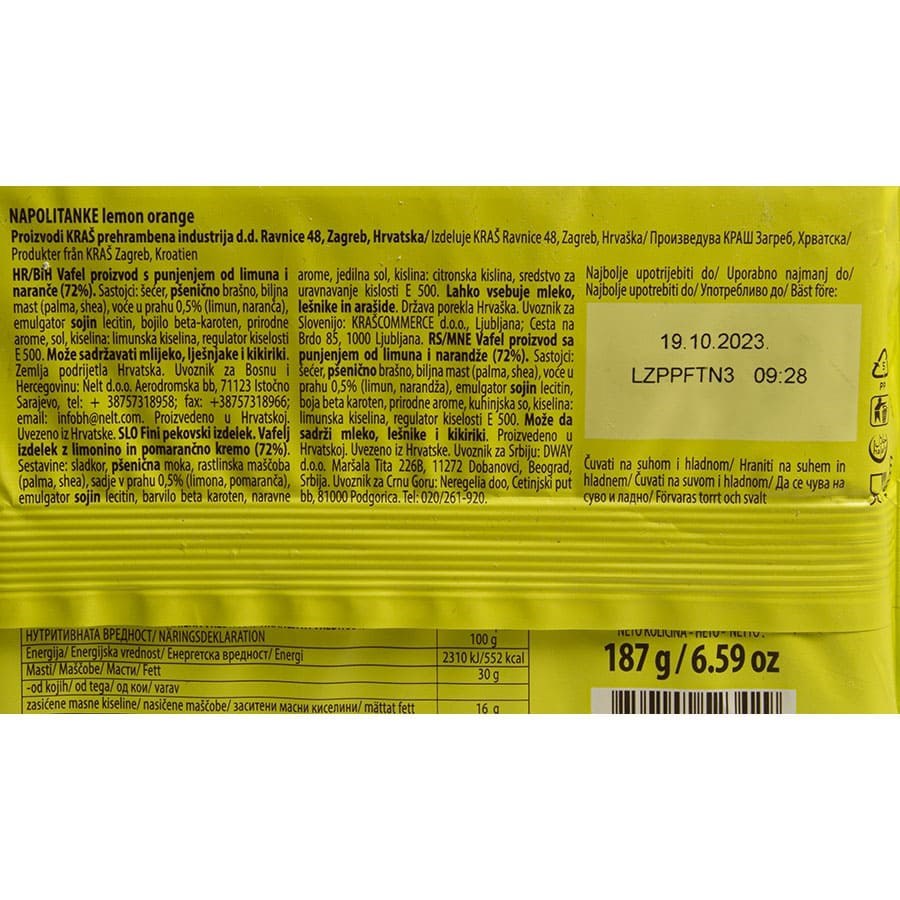 NAPOLITANKE lemon orange
Proizvodi KRAŠ prehrambena industrija d.d. Ravnice 48, Zagreb, Hrvatska/ Izdeluje KRAŠ Ravnice 48, Zagreb, Hrvaška/ Произведува КРАШ Загреб, Хрватска/
Produkter från KRAŠ Zagreb, Kroatien
HR/BiH Vafel proizvod s punjenjem od limuna i
naranče (72%). Sastojci: šećer, pšenično brašno, biljna
mast (palma, shea), voće u prahu 0,5% (limun, naranča),
emulgator sojin lecitin, bojilo beta-karoten, prirodne
arome, sol, kiselina: limunska kiselina, regulator kiselosti
E 500. Može sadržavati mlijeko, lješnjake i kikiriki.
Zemlja podrijetla Hrvatska. Uvoznik za Bosnu i
Hercegovinu: Nelt d.o.o. Aerodromska bb, 71123 Istočno
Sarajevo, tel: + 38757318958; fax: +38757318966;
email: infobh@nelt.com. Proizvedeno u Hrvatskoj.
Uvezeno iz Hrvatske. SLO Fini pekovski izdelek. Vafelj
izdelek z limonino in pomarančno kremo (72%).
Sestavine: sladkor, pšenična moka, rastlinska maščoba
(palma, shea), sadje v prahu 0,5% (limona, pomaranča),
emulgator sojin lecitin, barvilo beta karoten, naravne
arome, jedilna sol, kislina: citronska kislina, sredstvo za
uravnavanje kislosti E 500. Lahko vsebuje mleko,
lešnike in arašide. Država porekla Hrvaška. Uvoznik za
Slovenijo: KRAŠCOMMERCE d.o.o., Ljubljana; Cesta na
Brdo 85, 1000 Ljubljana. RS/MNE Vafel proizvod sa
punjenjem od limuna i narandže (72%). Sastojci:
šećer, pšenično brašno, biljna mast (palma, shea), voće u
prahu 0,5% (limun, narandža), emulgator sojin lecitin,
boja beta karoten, prirodne arome, kuhinjska so, kiselina:
limunska kiselina, regulator kiselosti E 500. Može da
sadrži mleko, lešnike i kikiriki. Proizvedeno u
Hrvatskoj. Uvezeno iz Hrvatske. Uvoznik za Srbiju: DWAY
d.o.o. Maršala Tita 226B, 11272 Dobanovci, Beograd,
Srbija. Uvoznik za Crnu Goru: Neregelia doo, Cetinjski put
bb, 81000 Podgorica. Tel: 020/261-920.
Najbolje upotrijebiti do/ Uporabno najmanj do/
Najbolje upotrebiti do/ Употребливо до/ Bäst före:
19.10.2023.
LZPPFTN3 09:28
Čuvati na suhom i hladnom/ Hraniti na suhem in
hladnem/ Čuvati na suvom i hladnom/ Да се чува на
суво и ладно/ Förvaras torrt och svalt
PP
НУТРИТИВНАТА ВРЕДНОСТ/ NÄRINGSDEKLARATION 100 g
Energija/ Energijska vrednost/ Енергетска вредност/ Energi 2310 kJ/552 kcal
Masti/ Maščobe/ Масти/ Fett 30 g
-od kojih/ od tega/ од кои/ varav
zasićene masne kiseline/ nasičene maščobe/ заситени масни киселини/ mättat fett 16 g
NETO KOLIČINA - НЕТО - NETTO:
187 g/6.59 oz